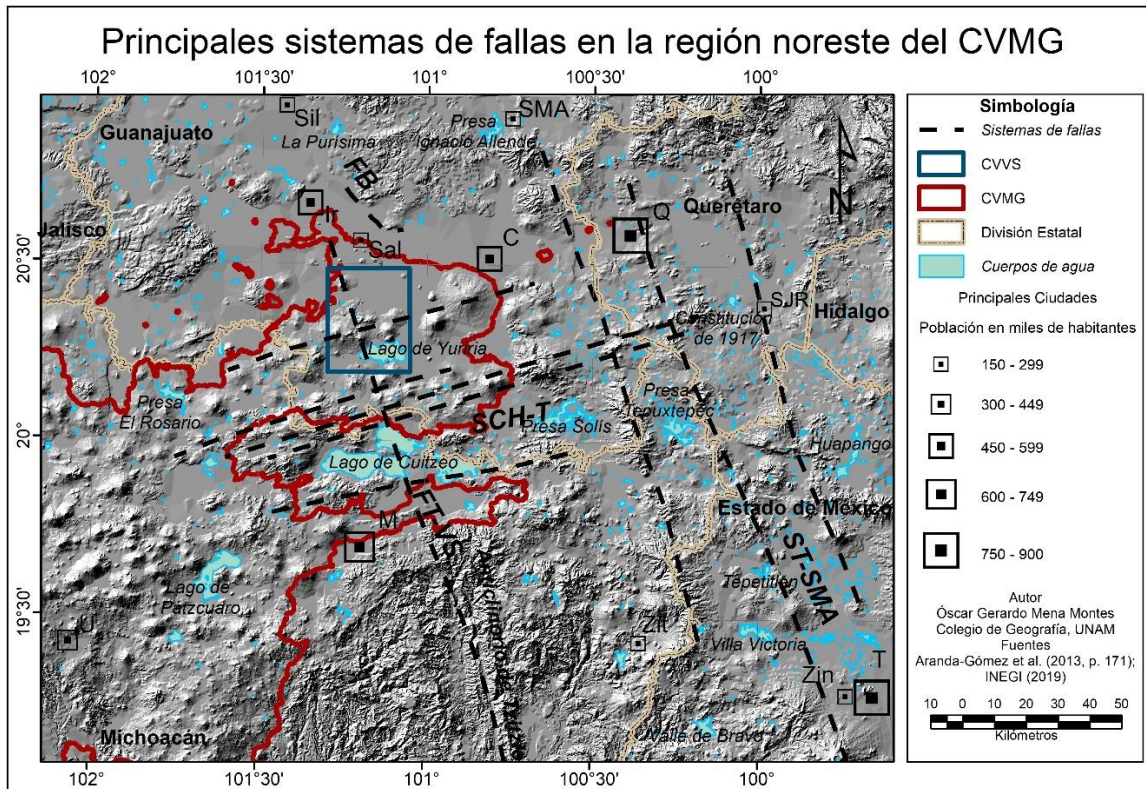 Principales sistemas de fallas en la región noreste del CVMG
102°
101°30'
101°
100°30'
100°
Sil
SMA
Guanajuato
La Purísima
Presa
Ignacio Allende
FB
Ir
Q
Querétaro
Jalisco
Sal
C
20°30'
SJR
Hidalgo
Constitución
de 1917
Lago de Yuriria
Presa
El Rosario
Presa
Tepuxtepec
SCH-T
Presa Solís
20°
Huapango
Lago de Cuitzeo
FTVS
M
Estado de México
ST-SMA
Lago de
Patzcuaro
Tepetitlán
19°30'
U
Zit
Villa Victoria
T
Zin
Michoacán
Valle de Bravo
102°
101°30'
101°
100°30'
100°
N
Simbología
Sistemas de fallas
CVVS
CVMG
División Estatal
Cuerpos de agua
Principales Ciudades
Población en miles de habitantes
150 - 299
300 - 449
450 - 599
600 - 749
750 - 900
Autor
Óscar Gerardo Mena Montes
Colegio de Geografía, UNAM
Fuentes
Aranda-Gómez et al. (2013, p. 171);
INEGI (2019)
10 0 10 20 30 40 50
Kilómetros